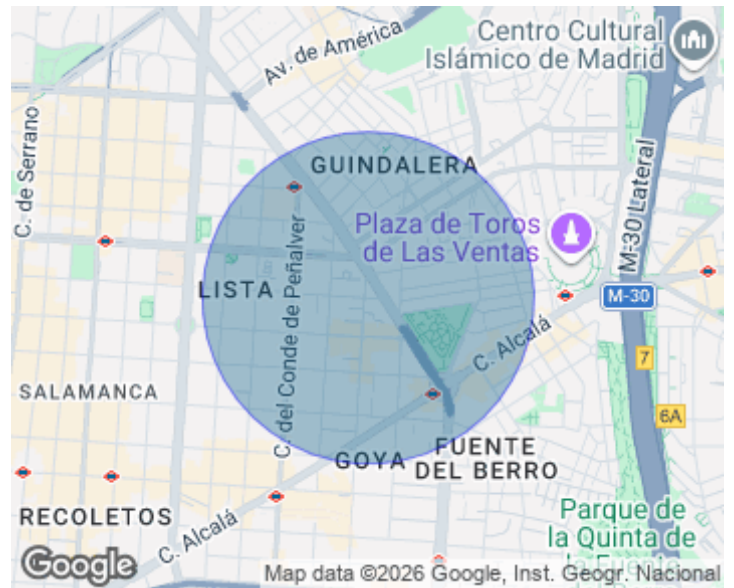 Centro Cultural
Islámico de Madrid
Av. de América
C. de Serrano
GUINDALERA
Plaza de Toros
de Las Ventas
M-30 Lateral
LISTA
C. del Conde de Peñalver
M-30
C. Alcalá
7
SALAMANCA
6A
GOYA
FUENTE
DEL BERRO
RECOLETOS
C. Alcalá
Parque de
la Quinta de
Google
Map data ©2026 Google, Inst. Geogr. Nacional